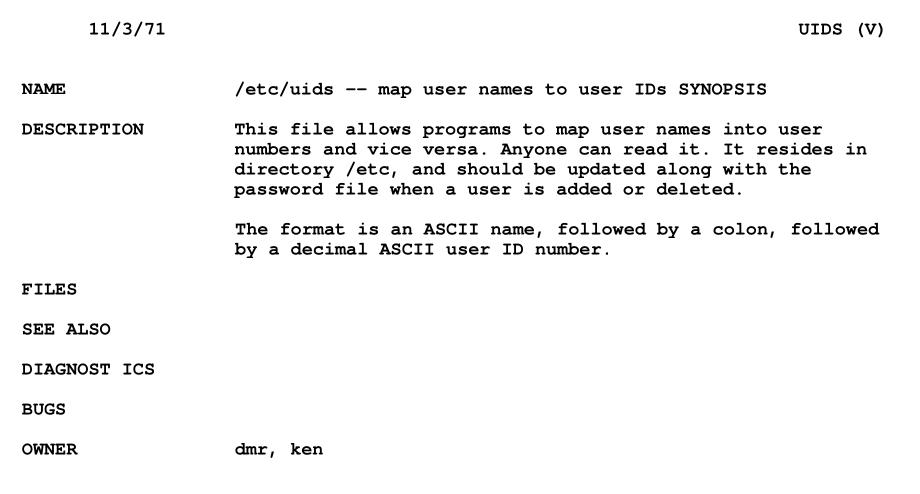 11/3/71 UIDS (V)
NAME /etc/uids -- map user names to user IDs SYNOPSIS
DESCRIPTION This file allows programs to map user names into user
numbers and vice versa. Anyone can read it. It resides in
directory /etc, and should be updated along with the
password file when a user is added or deleted.
The format is an ASCII name, followed by a colon, followed
by a decimal ASCII user ID number.
FILES
SEE ALSO
DIAGNOST ICS
BUGS
OWNER dmr, ken